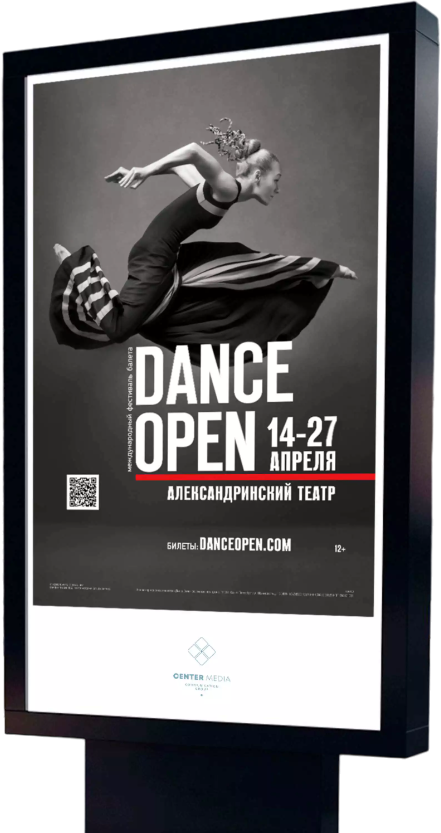 международный фестиваль балета
DANCE
OPEN
14-27
АПРЕЛЯ
АЛЕКСАНДРИНСКИЙ ТЕАТР
БИЛЕТЫ: DANCEOPEN.COM
12+
CENTER MEDIA